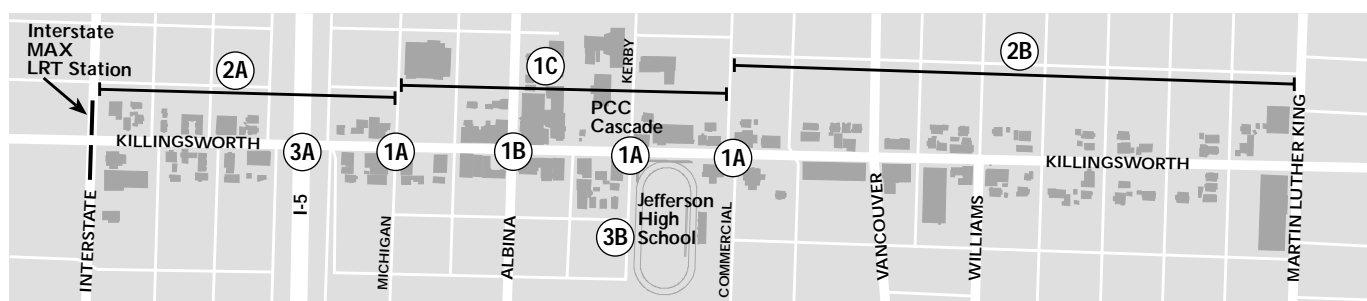 Interstate
MAX
LRT Station
2A
1C
KERBY
2B
PCC
Cascade
MARTIN LUTHER KING
KILLINGSWORTH
3A
1A
1B
1A
1A
KILLINGSWORTH
INTERSTATE
I-5
MICHIGAN
ALBINA
3B
Jefferson
High
School
COMMERCIAL
VANCOUVER
WILLIAMS